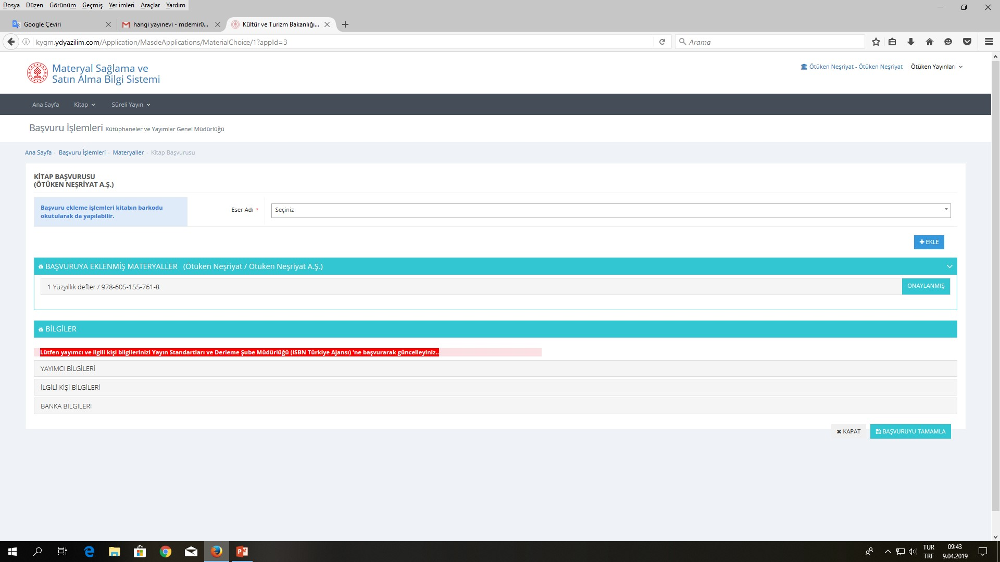 Dosya Düzen Görünüm Geçmiş Yer imleri Araçlar Yardım
Google Çeviri
hangi yayınevi - mdemir0...
Kültür ve Turizm Bakanlığı...
kygm.ydyazilim.com/Application/MasdeApplications/MaterialChoice/1?appId=3
Arama
Materyal Sağlama ve
Satın Alma Bilgi Sistemi
Ötüken Neşriyat - Ötüken Neşriyat
Ötüken Yayınları
Ana Sayfa
Kitap
Süreli Yayın
Başvuru İşlemleri Kütüphaneler ve Yayımlar Genel Müdürlüğü
Ana Sayfa
Başvuru İşlemleri
Materyaller
Kitap Başvurusu
KİTAP BAŞVURUSU
(ÖTÜKEN NEŞRİYAT A.Ş.)
Başvuru ekleme işlemleri kitabın barkodu
okutularak da yapılabilir.
Eser Adı *
Seçiniz
EKLE
BAŞVURUYA EKLENMİŞ MATERYALLER (Ötüken Neşriyat / Ötüken Neşriyat A.Ş.)
1 Yüzyıllık defter / 978-605-155-761-8
ONAYLANMIŞ
BİLGİLER
Lütfen yayımcı ve ilgili kişi bilgilerinizi Yayın Standartları ve Derleme Şube Müdürlüğü (ISBN Türkiye Ajansı) 'ne başvurarak güncelleyiniz..
YAYIMCI BİLGİLERİ
İLGİLİ KİŞİ BİLGİLERİ
BANKA BİLGİLERİ
KAPAT
BAŞVURUYU TAMAMLA
TUR
TRF
09:43
9.04.2019